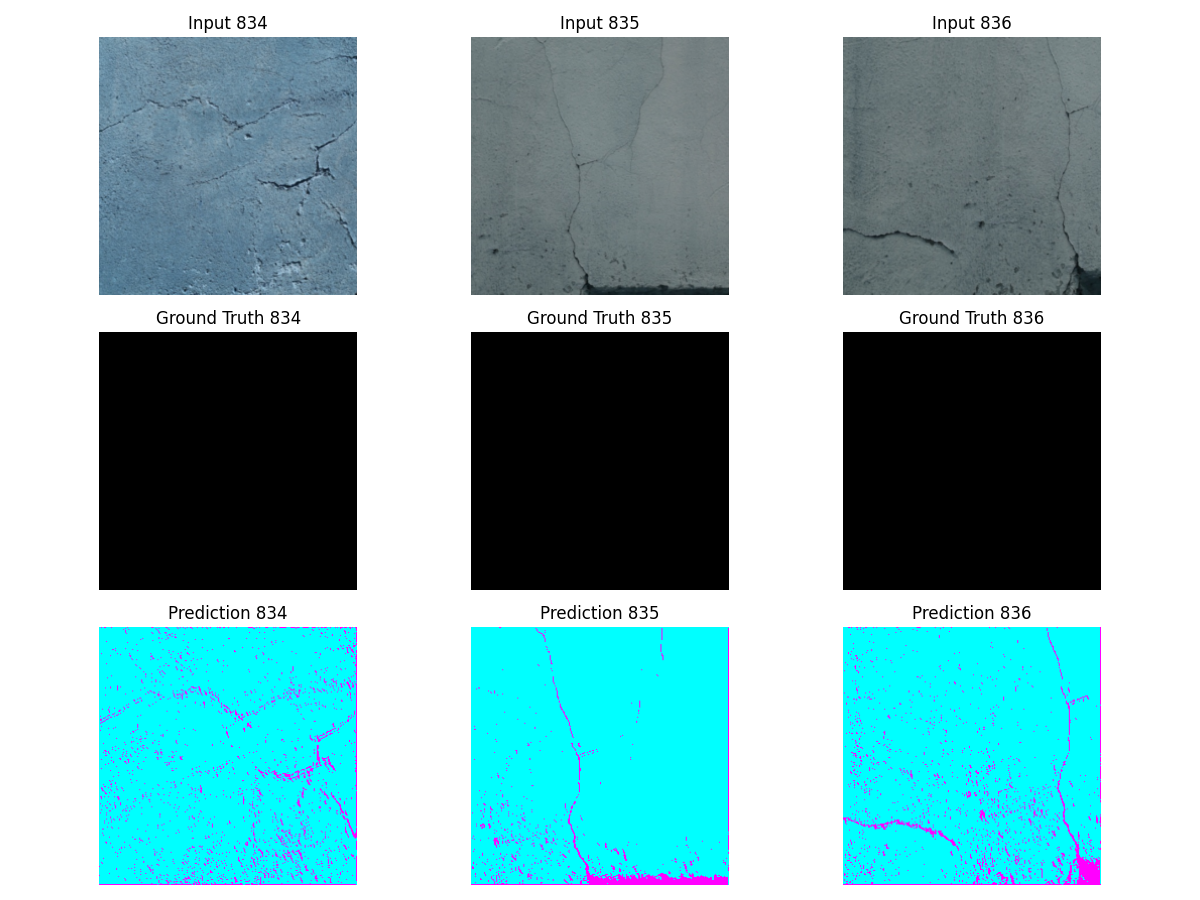 Input 834
Input 835
Input 836
Ground Truth 834
Ground Truth 835
Ground Truth 836
Prediction 834
Prediction 835
Prediction 836